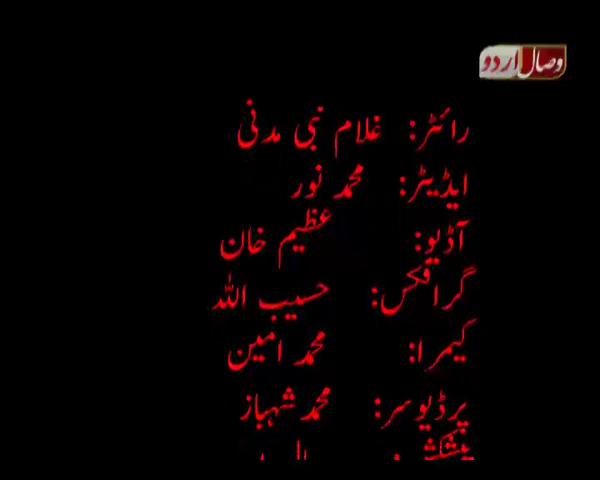 وصال اردو
رائٹر: غلام نبی مدنی
ایڈیٹر: محمد نور
آڈیو: عظیم خان
گرافکس: حسیب اللہ
کیمرا: محمد امین
پرڈیوسر: محمد شہباز